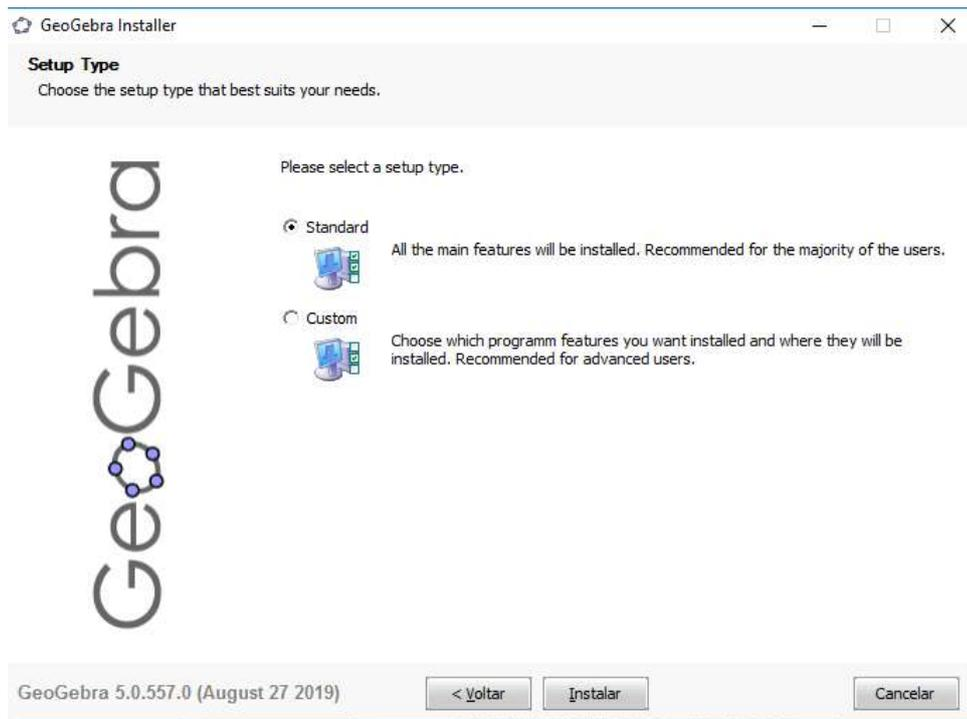 GeoGebra Installer
Setup Type
Choose the setup type that best suits your needs.
GeoGebra
Please select a setup type.
Standard
All the main features will be installed. Recommended for the majority of the users.
Custom
Choose which programm features you want installed and where they will be
installed. Recommended for advanced users.
GeoGebra 5.0.557.0 (August 27 2019)
< Voltar
Instalar
Cancelar